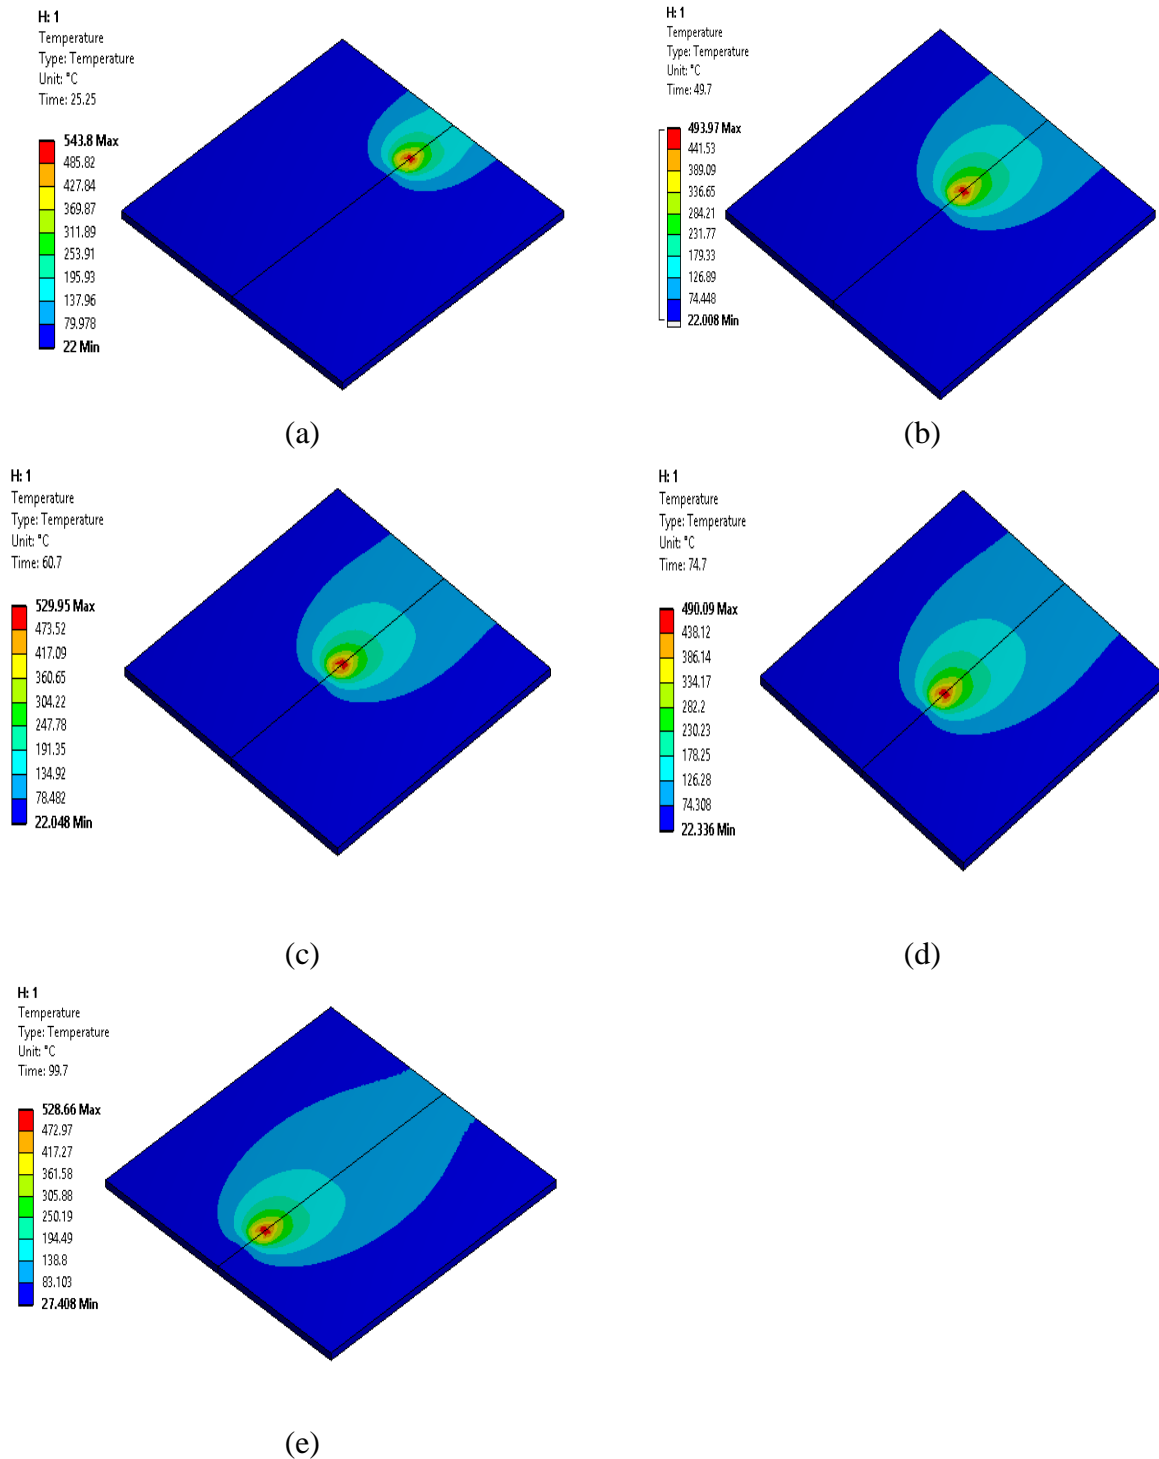 H: 1
Temperature
Type: Temperature
Unit: °C
Time: 25.25
543.8 Max
485.82
427.84
369.87
311.89
253.91
195.93
137.96
79.978
22 Min
(a)
H: 1
Temperature
Type: Temperature
Unit: °C
Time: 49.7
493.97 Max
441.53
389.09
336.65
284.21
231.77
179.33
126.89
74.448
22.008 Min
(b)
H: 1
Temperature
Type: Temperature
Unit: °C
Time: 60.7
529.95 Max
473.52
417.09
360.65
304.22
247.78
191.35
134.92
78.482
22.048 Min
(c)
H: 1
Temperature
Type: Temperature
Unit: °C
Time: 74.7
490.09 Max
438.12
386.14
334.17
282.2
230.23
178.25
126.28
74.308
22.336 Min
(d)
H: 1
Temperature
Type: Temperature
Unit: °C
Time: 99.7
528.66 Max
472.97
417.27
361.58
305.88
250.19
194.49
138.8
83.103
27.408 Min
(e)